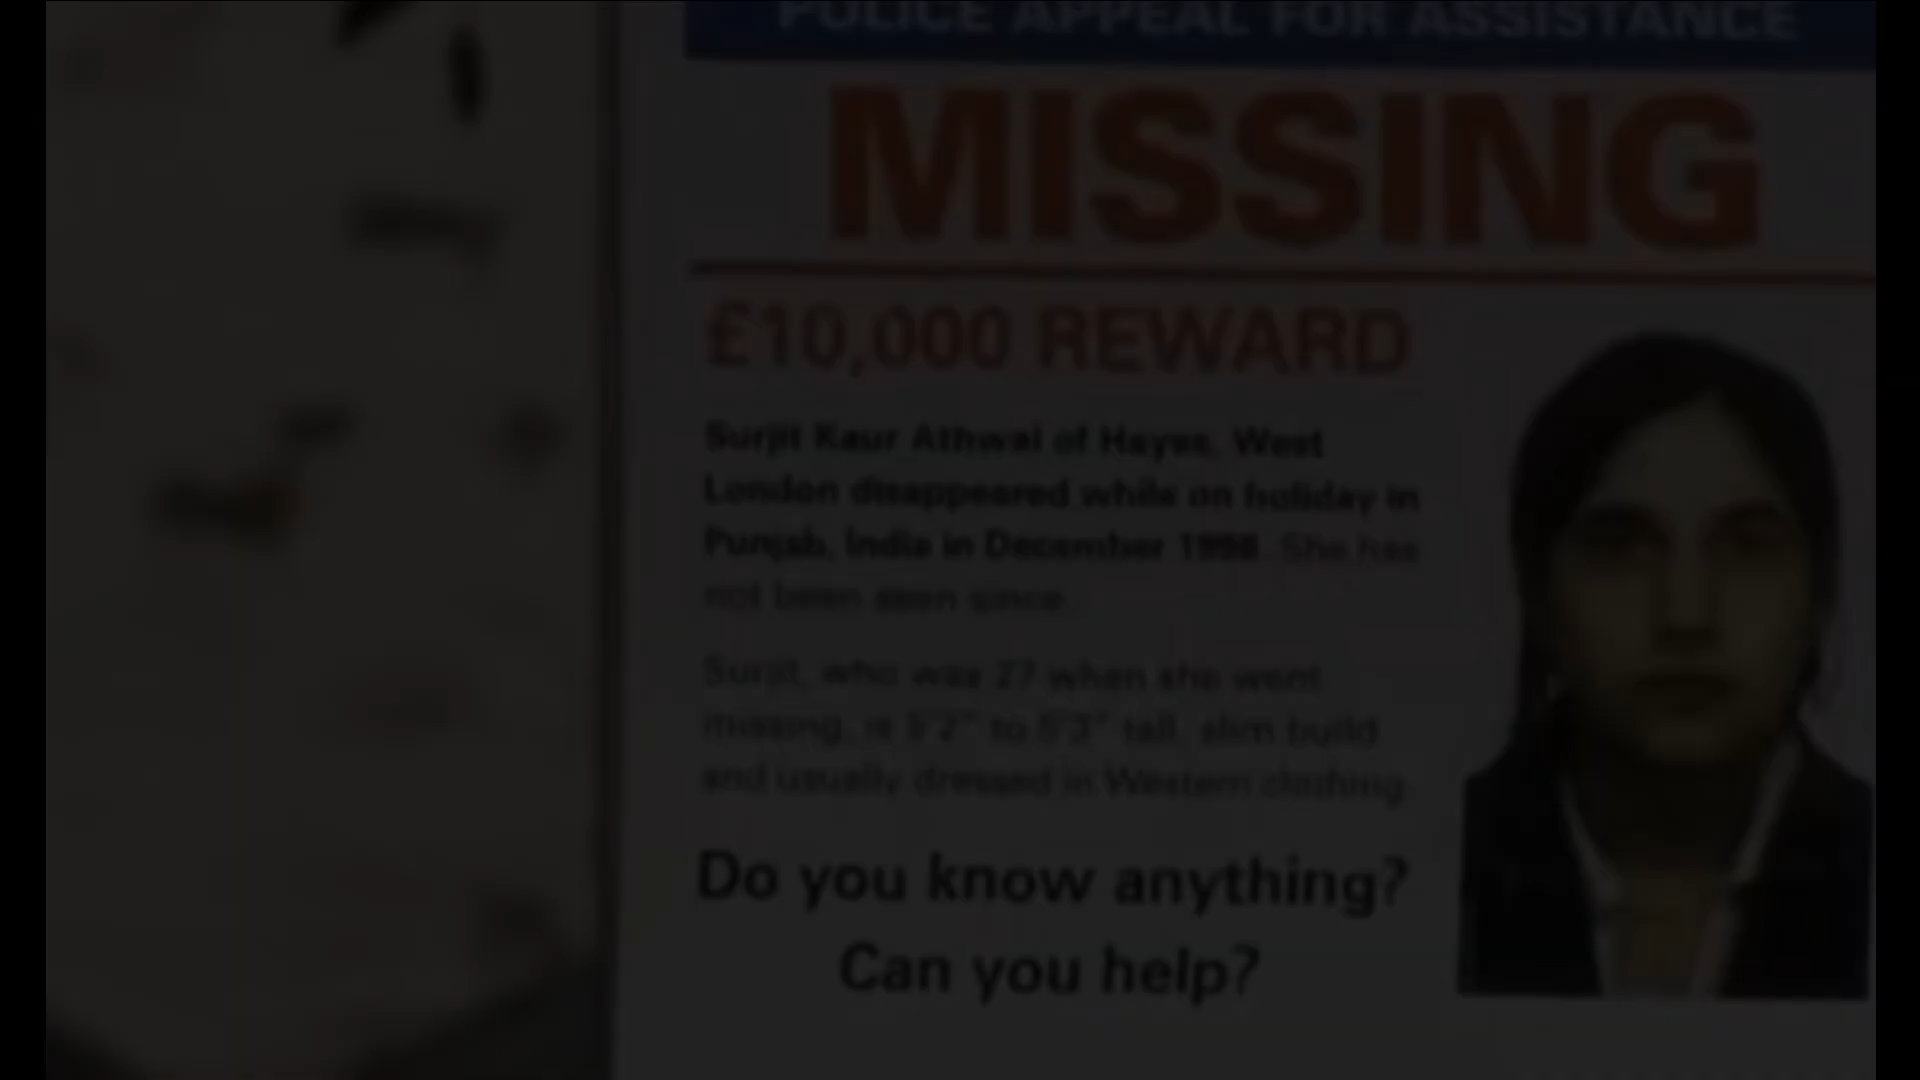 POLICE APPEAL FOR ASSISTANCE
MISSING
£10,000 REWARD
Surjit Kaur Athwal of Hayes, West
London disappeared while on holiday in
Punjab, India in December 1998. She has
not been seen since.
Surjit, who was 27 when she went
missing, is 5'2" to 5'3" tall, slim build
and usually dressed in Western clothing.
Do you know anything?
Can you help?